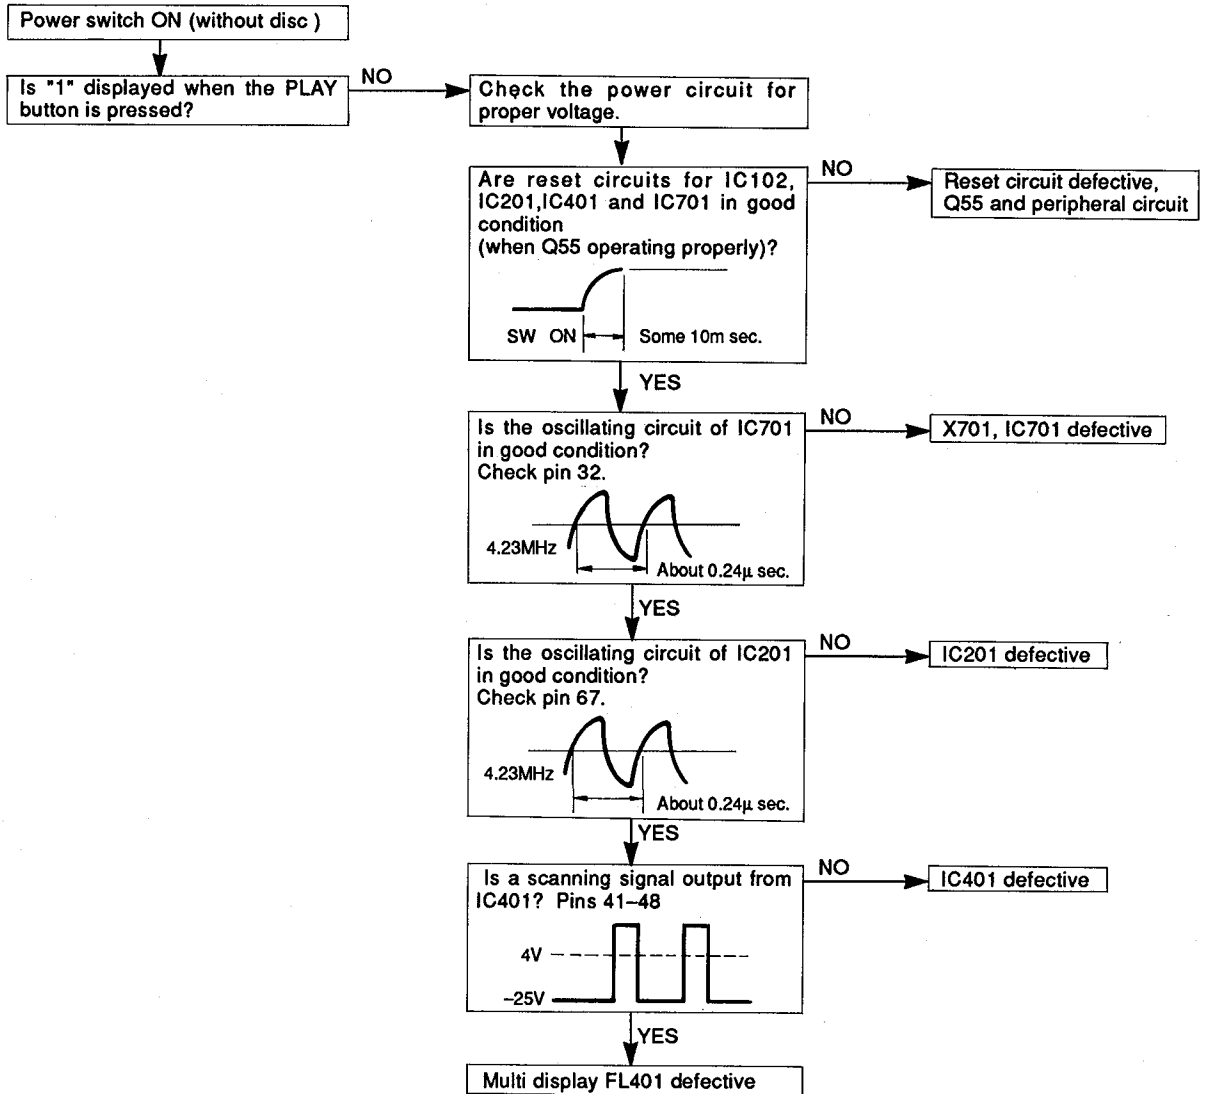 Power switch ON (without disc )
Is "1" displayed when the PLAY
button is pressed?
NO
Check the power circuit for
proper voltage.
Are reset circuits for IC102,
IC201,IC401 and IC701 in good
condition
(when Q55 operating properly)?
SW ON
Some 10m sec.
NO
Reset circuit defective,
Q55 and peripheral circuit
YES
Is the oscillating circuit of IC701
in good condition?
Check pin 32.
4.23MHz
About 0.24μ sec.
NO
X701, IC701 defective
YES
Is the oscillating circuit of IC201
in good condition?
Check pin 67.
4.23MHz
About 0.24μ sec.
NO
IC201 defective
YES
Is a scanning signal output from
IC401? Pins 41–48
4V
–25V
NO
IC401 defective
YES
Multi display FL401 defective